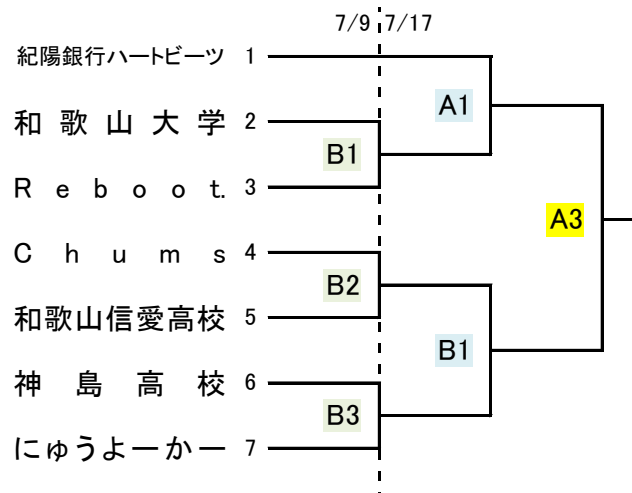 7/9 7/17
紀陽銀行ハートビーツ 1
A1
和歌山大学 2
B1
Reboot. 3
A3
Chums 4
B2
和歌山信愛高校 5
B1
神島高校 6
B3
にゅうよーかー 7